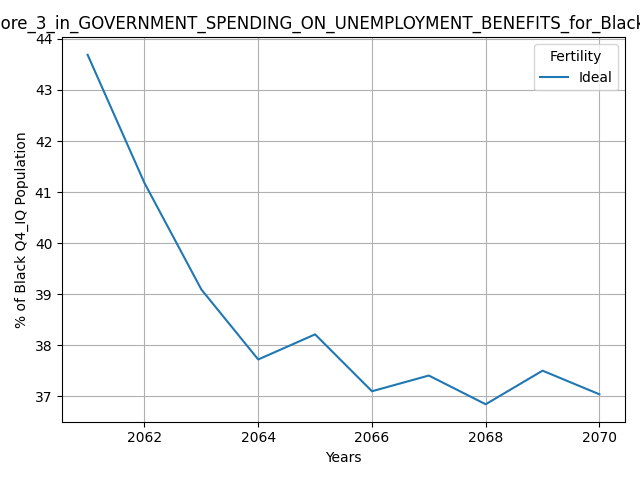 ore_3_in_GOVERNMENT_SPENDING_ON_UNEMPLOYMENT_BENEFITS_for_Black
Fertility
Ideal
44
43
42
41
40
39
38
37
% of Black Q4_IQ Population
2062
2064
2066
2068
2070
Years